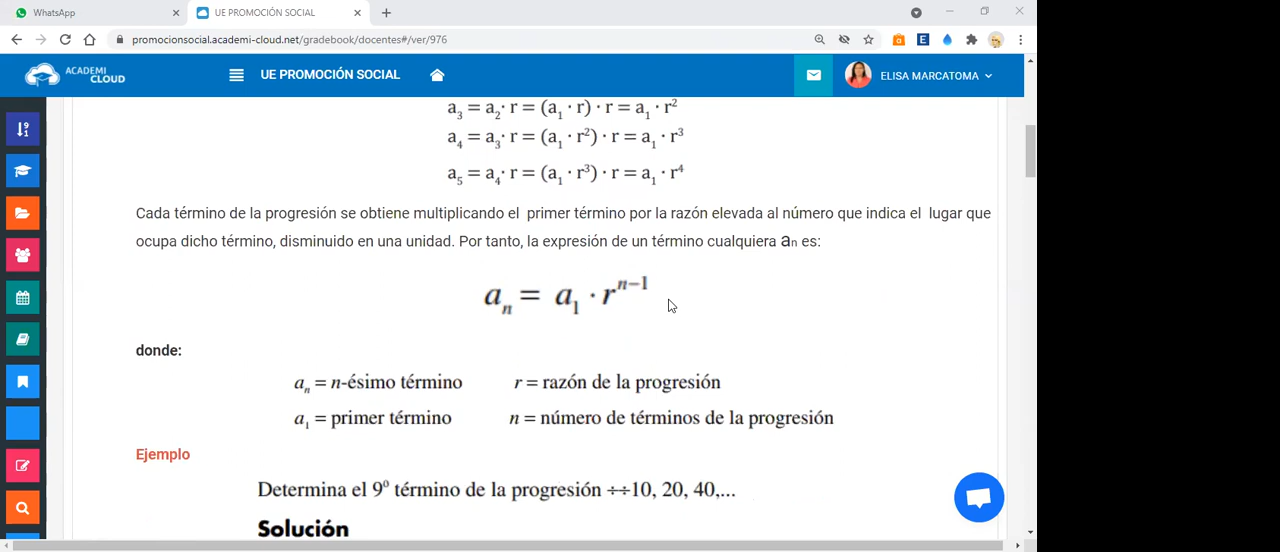 WhatsApp
UE PROMOCIÓN SOCIAL
promocionsocial.academi-cloud.net/gradebook/docentes#/ver/976
ACADEMI
CLOUD
UE PROMOCIÓN SOCIAL
ELISA MARCATOMA
a₃ = a₂· r = (a₁ · r) · r = a₁ · r²
a₄ = a₃· r = (a₁ · r²) · r = a₁ · r³
a₅ = a₄· r = (a₁ · r³) · r = a₁ · r⁴
Cada término de la progresión se obtiene multiplicando el primer término por la razón elevada al número que indica el lugar que
ocupa dicho término, disminuido en una unidad. Por tanto, la expresión de un término cualquiera aₙ es:
aₙ = a₁ · rⁿ⁻¹
donde:
aₙ = n-ésimo término r = razón de la progresión
a₁ = primer término n = número de términos de la progresión
Ejemplo
Determina el 9º término de la progresión ÷÷10, 20, 40,...
Solución